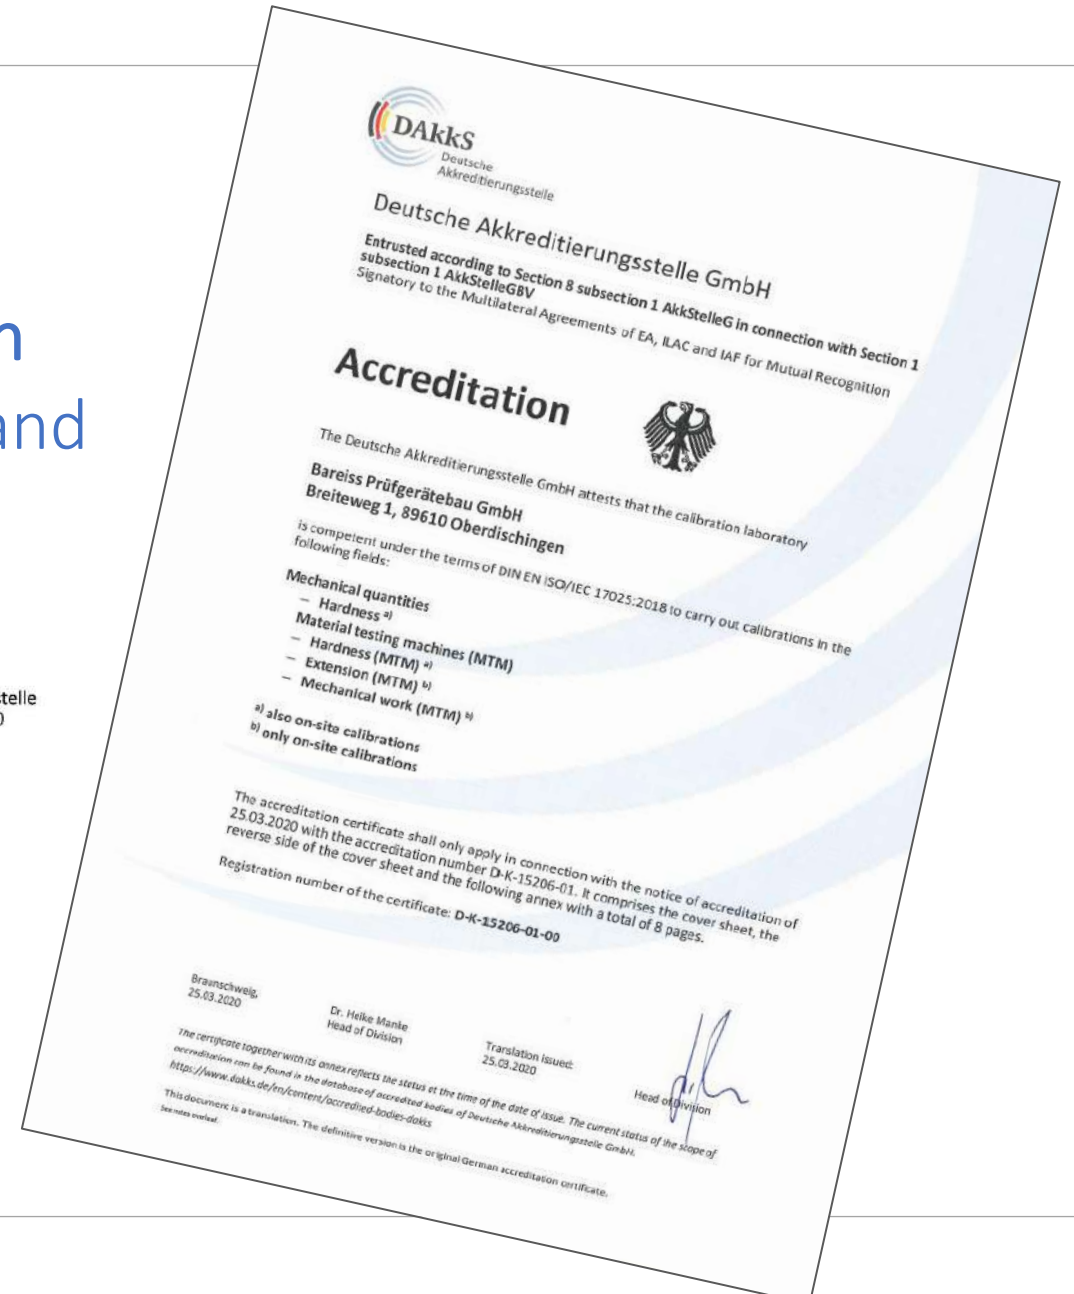 and
telle
DAkkS
Deutsche
Akkreditierungsstelle
Deutsche Akkreditierungsstelle GmbH
Entrusted according to Section 8 subsection 1 AkkStelleG in connection with Section 1
subsection 1 AkkStelleGBV
Signatory to the Multilateral Agreements of EA, ILAC and IAF for Mutual Recognition
Accreditation
The Deutsche Akkreditierungsstelle GmbH attests that the calibration laboratory
Bareiss Prüfgerätebau GmbH
Breiteweg 1, 89610 Oberdischingen
is competent under the terms of DIN EN ISO/IEC 17025:2018 to carry out calibrations in the
following fields:
Mechanical quantities
– Hardness a)
Material testing machines (MTM)
– Hardness (MTM) a)
– Extension (MTM) b)
– Mechanical work (MTM) b)
a) also on-site calibrations
b) only on-site calibrations
The accreditation certificate shall only apply in connection with the notice of accreditation of
25.03.2020 with the accreditation number D-K-15206-01. It comprises the cover sheet, the
reverse side of the cover sheet and the following annex with a total of 8 pages.
Registration number of the certificate: D-K-15206-01-00
Braunschweig,
25.03.2020
Dr. Heike Manke
Head of Division
Translation issued:
25.03.2020
Head of Division
The certificate together with its annex reflects the status at the time of the date of issue. The current status of the scope of
accreditation can be found in the database of accredited bodies of Deutsche Akkreditierungsstelle GmbH.
https://www.dakks.de/en/content/accredited-bodies-dakks
This document is a translation. The definitive version is the original German accreditation certificate.
See notes overleaf.